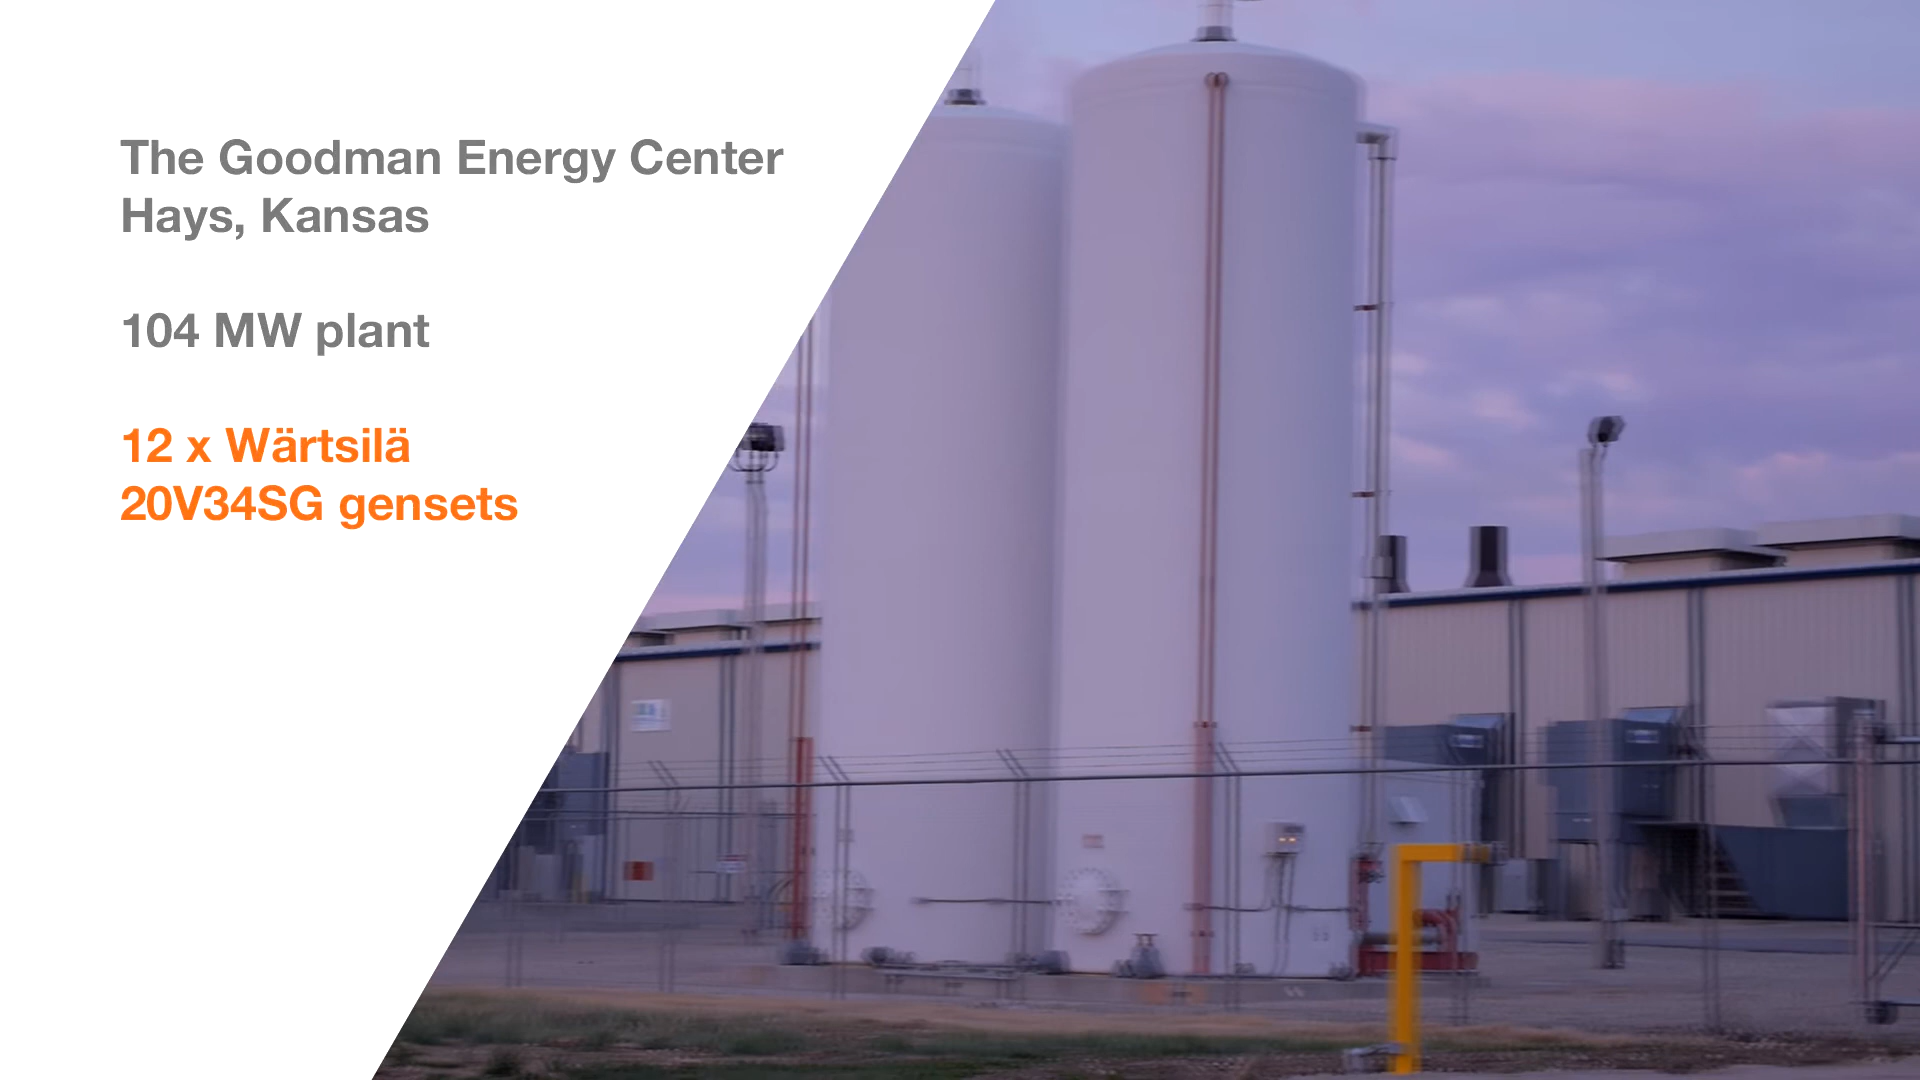 The Goodman Energy Center
Hays, Kansas
104 MW plant
12 x Wärtsilä
20V34SG gensets